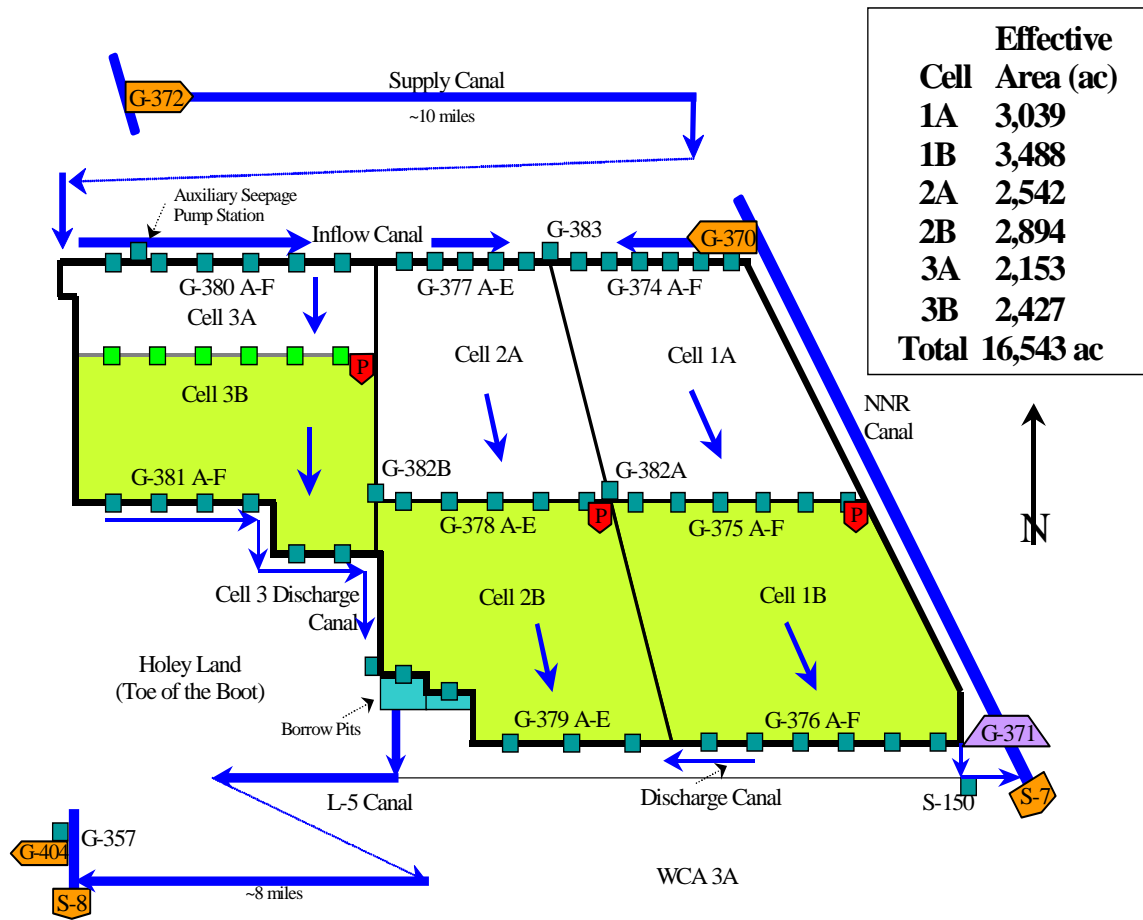 Effective
Cell Area (ac)
1A 3,039
1B 3,488
2A 2,542
2B 2,894
3A 2,153
3B 2,427
Total 16,543 ac
G-372
Supply Canal
~10 miles
Auxiliary Seepage
Pump Station
Inflow Canal
G-383
G-370
G-380 A-F
G-377 A-E
G-374 A-F
Cell 3A
Cell 2A
Cell 1A
P
Cell 3B
NNR
Canal
G-381 A-F
G-382B
G-382A
P
P
G-378 A-E
G-375 A-F
N
Cell 3 Discharge
Canal
Cell 2B
Cell 1B
Holey Land
(Toe of the Boot)
Borrow Pits
G-379 A-E
G-376 A-F
G-371
L-5 Canal
Discharge Canal
S-150
S-7
G-357
G-404
S-8
~8 miles
WCA 3A